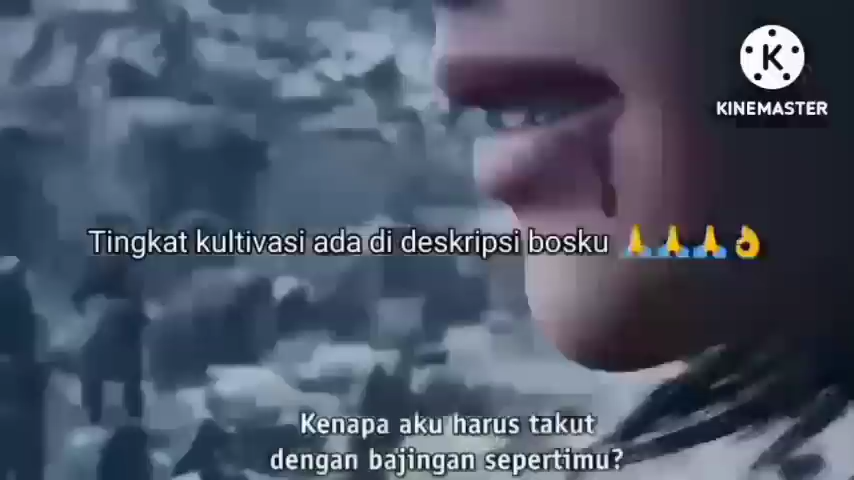 KINEMASTER
Tingkat kultivasi ada di deskripsi bosku 🙏🙏🙏👌
Kenapa aku harus takut
dengan bajingan sepertimu?